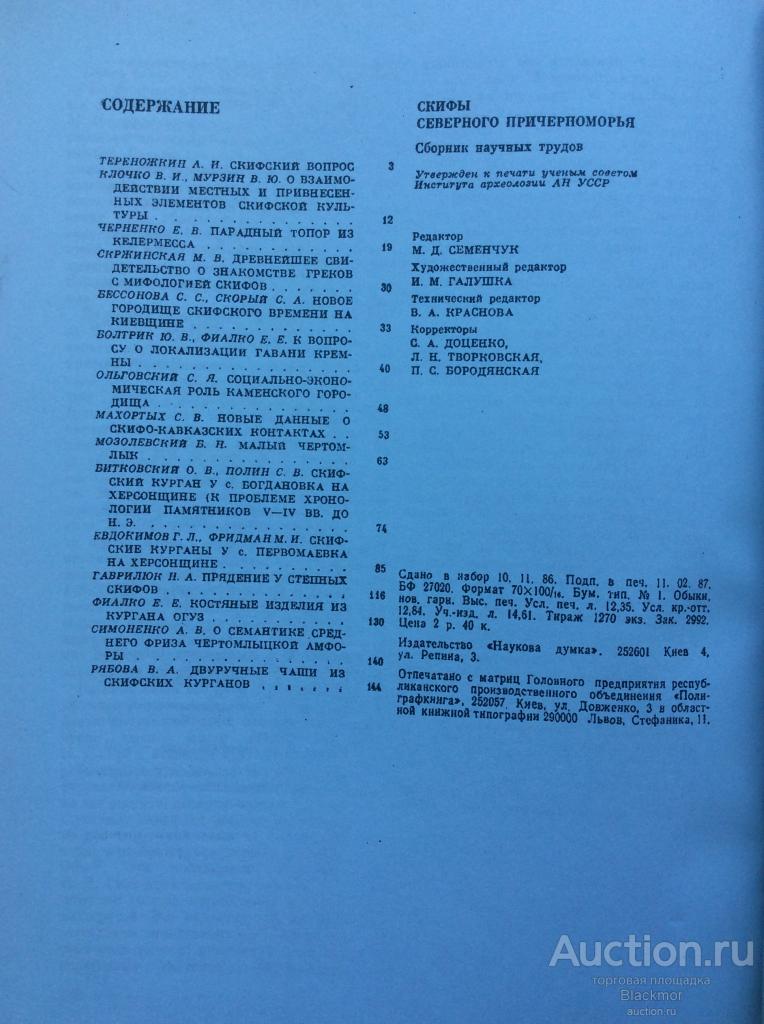 СОДЕРЖАНИЕ
ТЕРЕНОЖКИН А. И. СКИФСКИЙ ВОПРОС 3
КЛОЧКО В. И., МУРЗИН В. Ю. О ВЗАИМО-
ДЕЙСТВИИ МЕСТНЫХ И ПРИВНЕСЕН-
НЫХ ЭЛЕМЕНТОВ СКИФСКОЙ КУЛЬ-
ТУРЫ . . . . . . . . . . . . 12
ЧЕРНЕНКО Е. В. ПАРАДНЫЙ ТОПОР ИЗ
КЕЛЕРМЕССА . . . . . . . . . . 19
СКРЖИНСКАЯ М. В. ДРЕВНЕЙШЕЕ СВИ-
ДЕТЕЛЬСТВО О ЗНАКОМСТВЕ ГРЕКОВ
С МИФОЛОГИЕЙ СКИФОВ . . . . . . 30
БЕССОНОВА С. С., СКОРЫЙ С. А. НОВОЕ
ГОРОДИЩЕ СКИФСКОГО ВРЕМЕНИ НА
КИЕВЩИНЕ . . . . . . . . . . 33
БОЛТРИК Ю. В., ФИАЛКО Е. Е. К ВОПРО-
СУ О ЛОКАЛИЗАЦИИ ГАВАНИ КРЕМ-
НЫ . . . . . . . . . . . . . 40
ОЛЬГОВСКИЙ С. Я. СОЦИАЛЬНО-ЭКОНО-
МИЧЕСКАЯ РОЛЬ КАМЕНСКОГО ГОРО-
ДИЩА . . . . . . . . . . . . 48
МАХОРТЫХ С. В. НОВЫЕ ДАННЫЕ О
СКИФО-КАВКАЗСКИХ КОНТАКТАХ . . 53
МОЗОЛЕВСКИЙ Б. Н. МАЛЫЙ ЧЕРТОМ-
ЛЫК . . . . . . . . . . . . . 63
БИТКОВСКИЙ О. В., ПОЛИН С. В. СКИФ-
СКИЙ КУРГАН У с. БОГДАНОВКА НА
ХЕРСОНЩИНЕ (К ПРОБЛЕМЕ ХРОНО-
ЛОГИИ ПАМЯТНИКОВ V—IV ВВ. ДО
Н. Э. . . . . . . . . . . . . . 74
ЕВДОКИМОВ Г. Л., ФРИДМАН М. И. СКИФ-
СКИЕ КУРГАНЫ У с. ПЕРВОМАЕВКА
НА ХЕРСОНЩИНЕ . . . . . . . . 85
ГАВРИЛЮК Н. А. ПРЯДЕНИЕ У СТЕПНЫХ
СКИФОВ . . . . . . . . . . . 116
ФИАЛКО Е. Е. КОСТЯНЫЕ ИЗДЕЛИЯ ИЗ
КУРГАНА ОГУЗ . . . . . . . . . 130
СИМОНЕНКО А. В. О СЕМАНТИКЕ СРЕД-
НЕГО ФРИЗА ЧЕРТОМЛЫЦКОЙ АМФО-
РЫ . . . . . . . . . . . . . 140
РЯБОВА В. А. ДВУРУЧНЫЕ ЧАШИ ИЗ
СКИФСКИХ КУРГАНОВ . . . . . . 144
СКИФЫ
СЕВЕРНОГО ПРИЧЕРНОМОРЬЯ
Сборник научных трудов
Утвержден к печати ученым советом
Института археологии АН УССР
Редактор
М. Д. СЕМЕНЧУК
Художественный редактор
И. М. ГАЛУШКА
Технический редактор
В. А. КРАСНОВА
Корректоры
С. А. ДОЦЕНКО,
Л. Н. ТВОРКОВСКАЯ,
П. С. БОРОДЯНСКАЯ
Сдано в набор 10. 11. 86. Подп. в печ. 11. 02. 87.
БФ 27020. Формат 70×100/16. Бум. тип. № 1. Обыкн.
нов. гарн. Выс. печ. Усл. печ. л. 12,35. Усл. кр.-отт.
12,84. Уч.-изд. л. 14,61. Тираж 1270 экз. Зак. 2992.
Цена 2 р. 40 к.
Издательство «Наукова думка». 252601 Киев 4,
ул. Репина, 3.
Отпечатано с матриц Головного предприятия респуб-
ликанского производственного объединения «Поли-
графкнига», 252057, Киев, ул. Довженко, 3 в област-
ной книжной типографии 290000 Львов, Стефаника, 11.
Auction.ru
торговая площадка
Blackmor
auction.ru